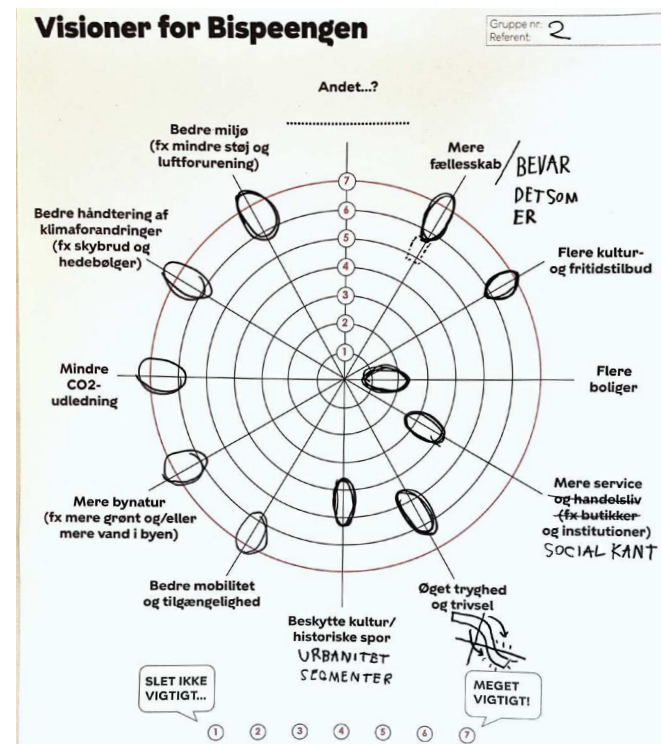 Visioner for Bispeengen
Gruppe nr: 2
Referent:
Andet...?
Bedre miljø
(fx mindre støj og
luftforurening)
Mere
fællesskab
/ BEVAR
DET SOM
ER
Bedre håndtering af
klimaforandringer
(fx skybrud og
hedebølger)
Flere kultur-
og fritidstilbud
7
6
5
4
3
2
1
Mindre
CO2-
udledning
Flere
boliger
Mere bynatur
(fx mere grønt og/eller
mere vand i byen)
Mere service
og handelsliv
(fx butikker
og institutioner)
SOCIAL KANT
Bedre mobilitet
og tilgængelighed
Øget tryghed
og trivsel
Beskytte kultur/
historiske spor
URBANITET
SEGMENTER
SLET IKKE
VIGTIGT...
MEGET
VIGTIGT!
1 2 3 4 5 6 7